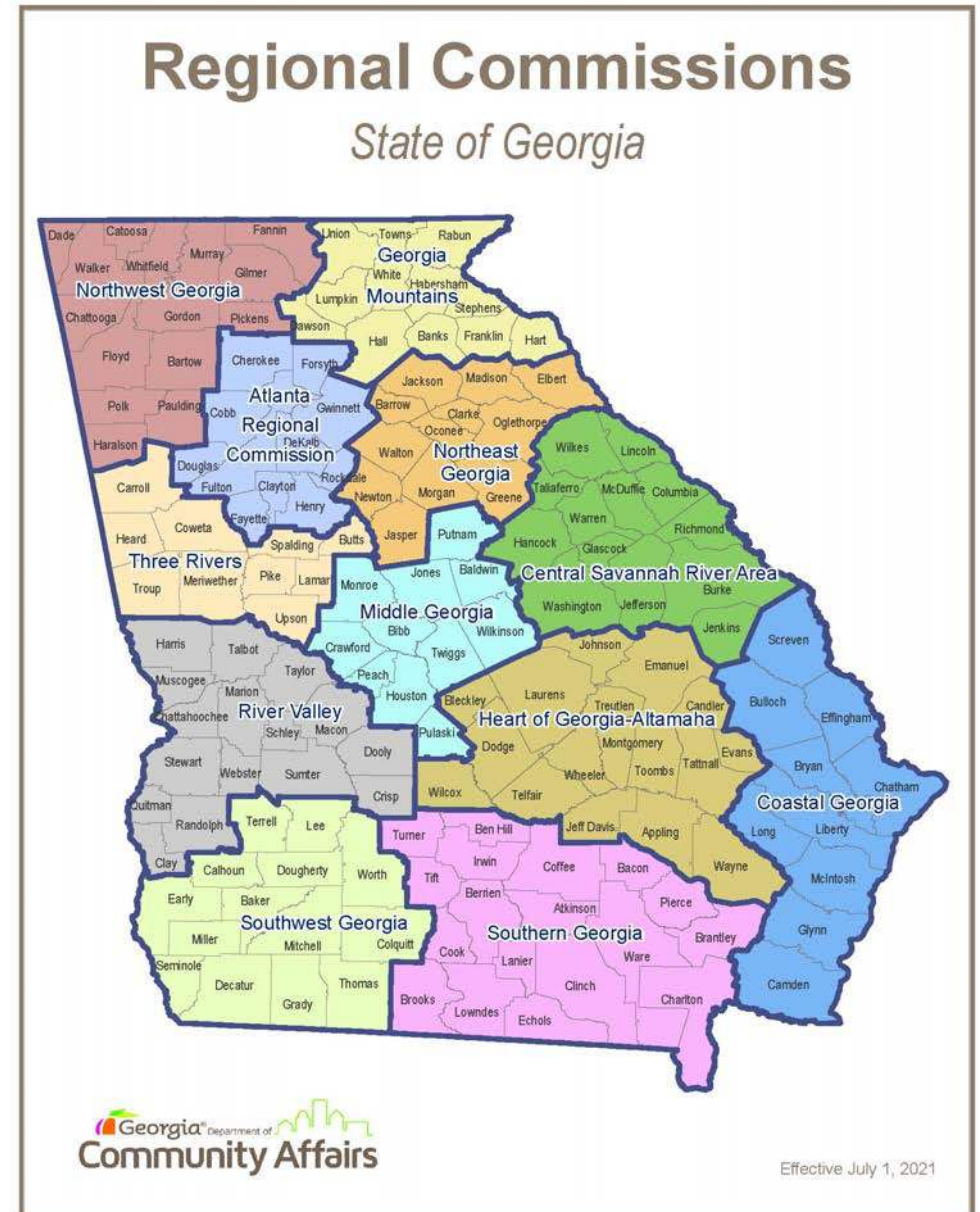 Regional Commissions
State of Georgia
Dade Catoosa Fannin Union Towns Rabun
Walker Whitfield Murray Gilmer Georgia
White Habersham
Northwest Georgia Lumpkin Mountains
Stephens
Chattooga Gordon Pickens Dawson
Hall Banks Franklin Hart
Floyd Bartow Cherokee Forsyth
Jackson Madison Elbert
Atlanta
Polk Paulding Cobb Gwinnett Barrow Clarke
Regional Oconee Oglethorpe
DeKalb
Haralson Commission Walton Northeast Wilkes Lincoln
Douglas Georgia
Carroll Fulton Clayton Rockdale
Newton Morgan Greene Taliaferro McDuffie Columbia
Fayette Henry
Heard Coweta Spalding Butts Jasper Putnam Warren Richmond
Hancock Glascock
Three Rivers
Troup Meriwether Pike Lamar Monroe Jones Baldwin Central Savannah River Area
Burke
Upson Middle Georgia Washington Jefferson
Bibb Wilkinson Jenkins
Harris Talbot Crawford Twiggs Johnson Screven
Taylor Peach Emanuel
Muscogee Marion Houston Bleckley Laurens Treutlen Candler Bulloch
Chattahoochee River Valley Heart of Georgia-Altamaha Effingham
Schley Macon Pulaski
Stewart Dooly Dodge Montgomery Evans
Webster Sumter Wheeler Toombs Tattnall Bryan
Chatham
Quitman Crisp Wilcox Telfair Coastal Georgia
Randolph Terrell Lee Turner Ben Hill Jeff Davis Appling Long Liberty
Clay Calhoun Dougherty Worth Tift Irwin Coffee Bacon Wayne
McIntosh
Early Baker Berrien Atkinson Pierce
Southwest Georgia Southern Georgia
Miller Mitchell Colquitt Cook Lanier Ware Brantley Glynn
Seminole
Decatur Grady Thomas Brooks Clinch Charlton Camden
Lowndes Echols
Georgia® Department of
Community Affairs
Effective July 1, 2021